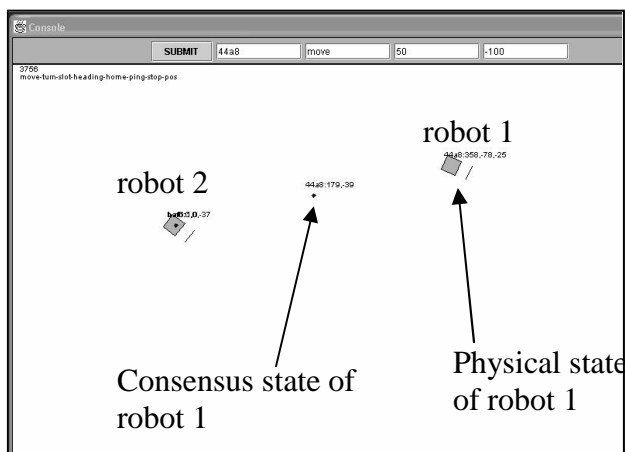 Console
SUBMIT 44a8 move 50 -100
3756
move-turn-slot-heading-home-ping-stop-pos
robot 1
44a8:358,-78,-25
robot 2
44a8:179,-39
Consensus state of
robot 1
Physical state
of robot 1